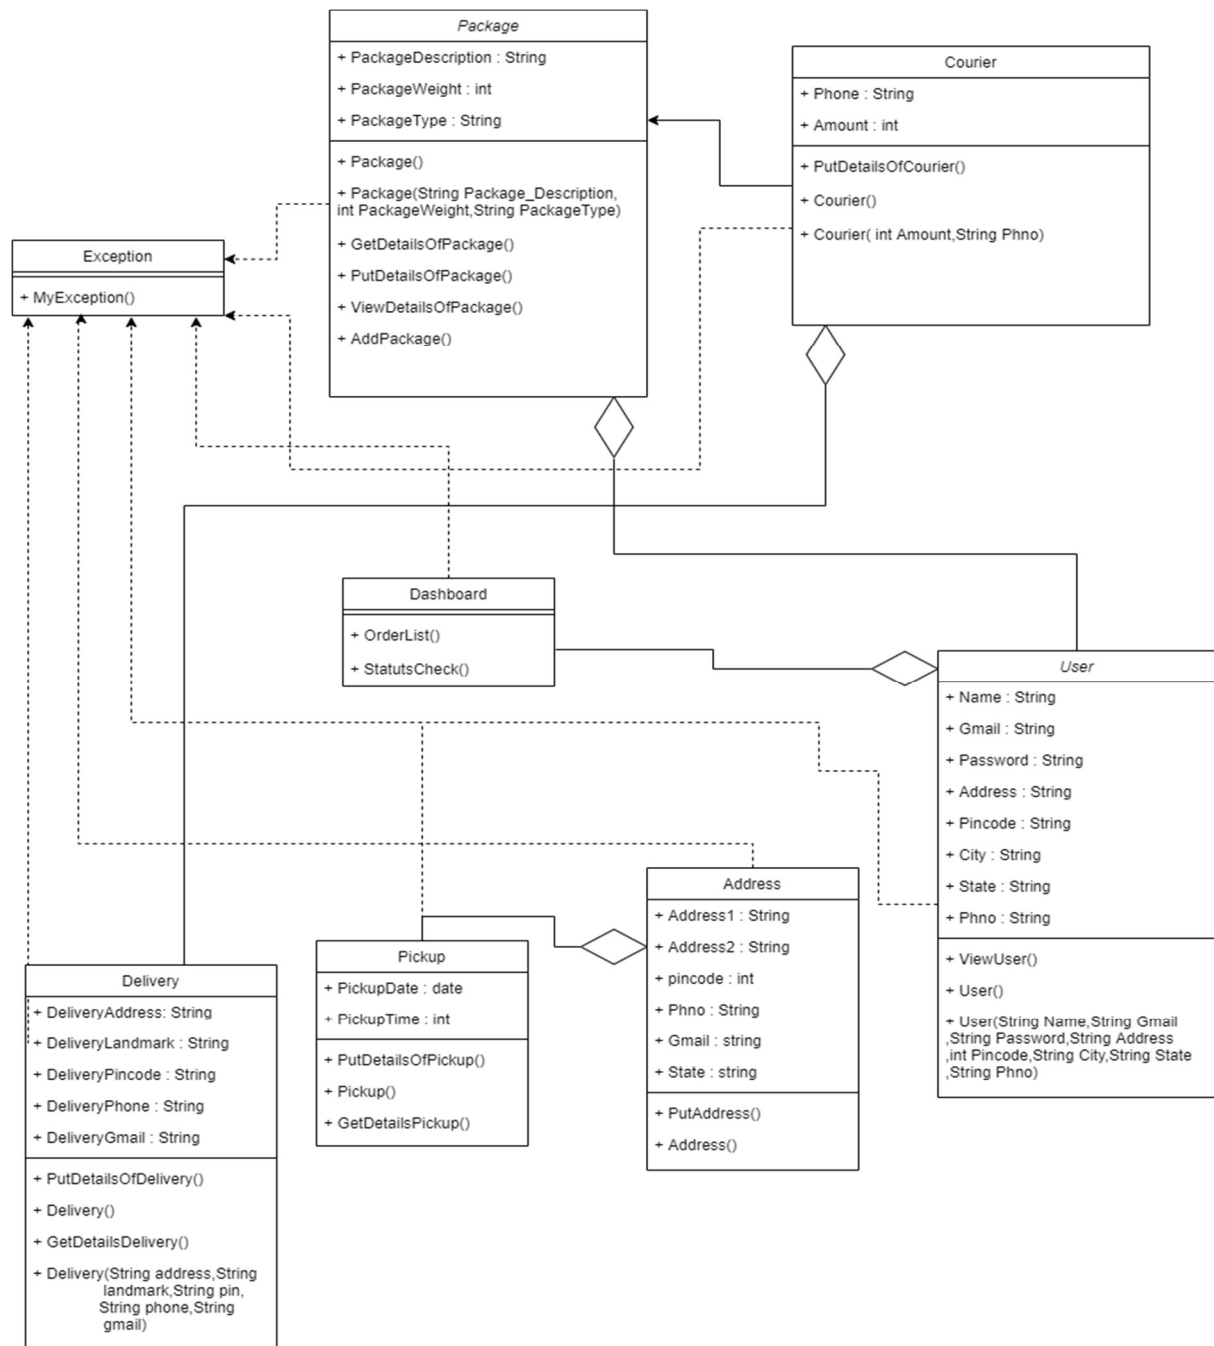 Package
+ PackageDescription : String
+ PackageWeight : int
+ PackageType : String
+ Package()
+ Package(String Package_Description,
int PackageWeight,String PackageType)
+ GetDetailsOfPackage()
+ PutDetailsOfPackage()
+ ViewDetailsOfPackage()
+ AddPackage()
Courier
+ Phone : String
+ Amount : int
+ PutDetailsOfCourier()
+ Courier()
+ Courier( int Amount,String Phno)
Exception
+ MyException()
Dashboard
+ OrderList()
+ StatutsCheck()
User
+ Name : String
+ Gmail : String
+ Password : String
+ Address : String
+ Pincode : String
+ City : String
+ State : String
+ Phno : String
+ ViewUser()
+ User()
+ User(String Name,String Gmail
,String Password,String Address
,int Pincode,String City,String State
,String Phno)
Address
+ Address1 : String
+ Address2 : String
+ pincode : int
+ Phno : String
+ Gmail : string
+ State : string
+ PutAddress()
+ Address()
Pickup
+ PickupDate : date
+ PickupTime : int
+ PutDetailsOfPickup()
+ Pickup()
+ GetDetailsPickup()
Delivery
+ DeliveryAddress: String
+ DeliveryLandmark : String
+ DeliveryPincode : String
+ DeliveryPhone : String
+ DeliveryGmail : String
+ PutDetailsOfDelivery()
+ Delivery()
+ GetDetailsDelivery()
+ Delivery(String address,String
landmark,String pin,
String phone,String
gmail)